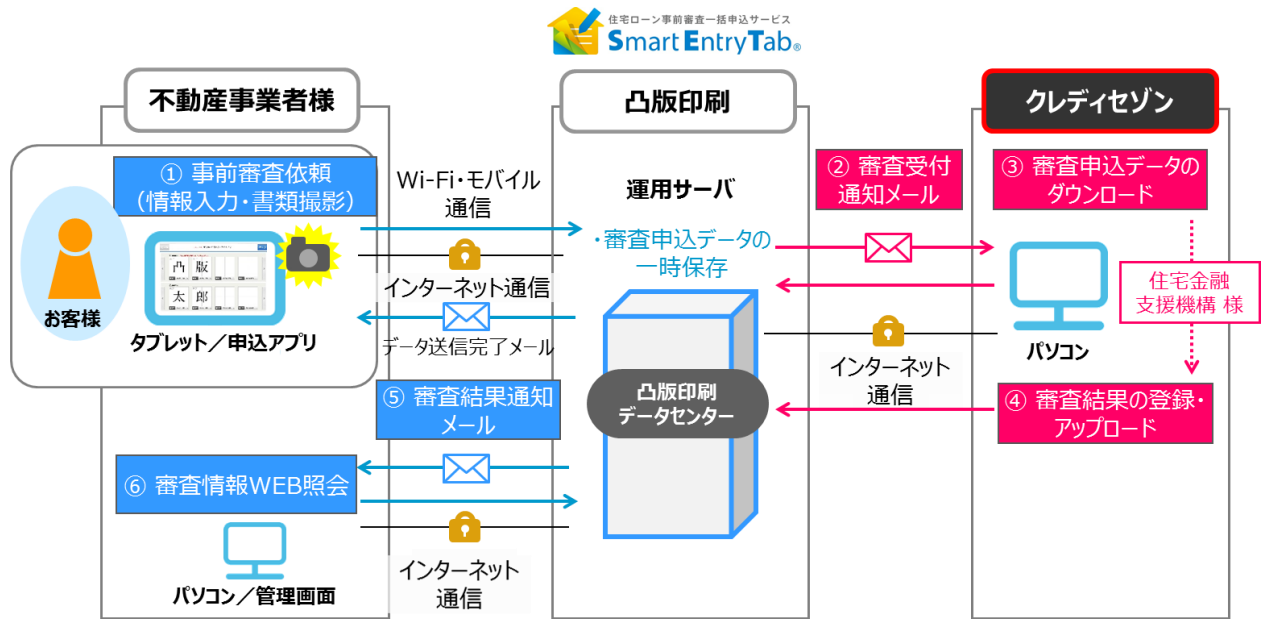 住宅ローン事前審査一括申込サービス
Smart EntryTab®
不動産事業者様
凸版印刷
クレディセゾン
① 事前審査依頼
（情報入力・書類撮影）
お客様
凸 版
太 郎
タブレット／申込アプリ
Wi-Fi・モバイル
通信
インターネット通信
データ送信完了メール
運用サーバ
・審査申込データの
一時保存
② 審査受付
通知メール
③ 審査申込データの
ダウンロード
住宅金融
支援機構 様
パソコン
インターネット
通信
④ 審査結果の登録・
アップロード
凸版印刷
データセンター
⑤ 審査結果通知
メール
⑥ 審査情報WEB照会
パソコン／管理画面
インターネット
通信